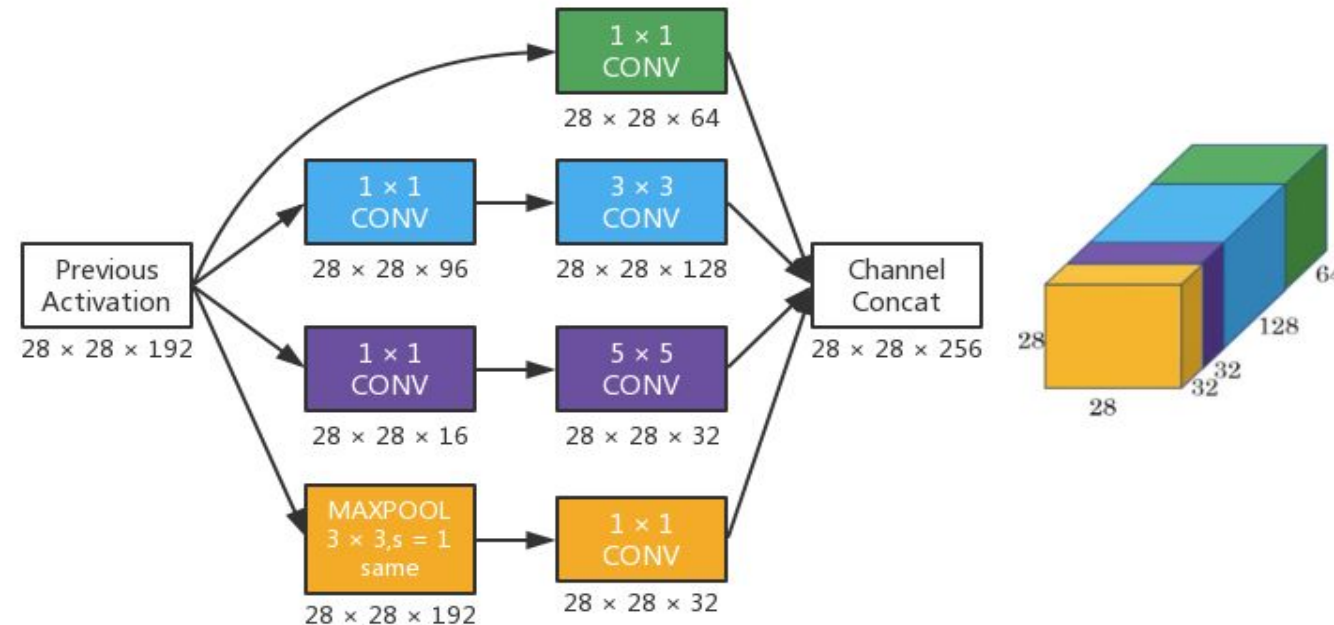 1 × 1
CONV
28 × 28 × 64
1 × 1
CONV
28 × 28 × 96
3 × 3
CONV
28 × 28 × 128
Previous
Activation
28 × 28 × 192
Channel
Concat
28 × 28 × 256
1 × 1
CONV
28 × 28 × 16
5 × 5
CONV
28 × 28 × 32
MAXPOOL
3 × 3,s = 1
same
28 × 28 × 192
1 × 1
CONV
28 × 28 × 32
28
28
32
32
128
64